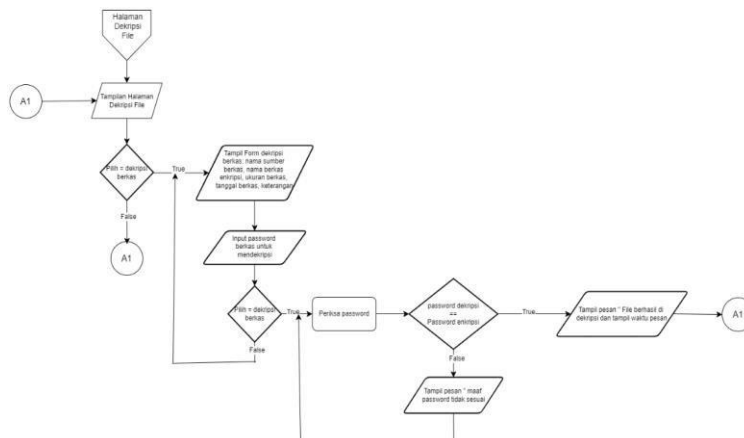 Halaman
Dekripsi
File
A1
Tampilan Halaman
Dekripsi File
Pilih = dekripsi
berkas
True
False
A1
Tampil Form dekripsi
berkas, nama sumber
berkas, nama berkas
enkripsi, ukuran berkas,
tanggal berkas, keterangan
Input password
berkas untuk
mendekripsi
Pilih = dekripsi
berkas
True
False
Periksa password
password dekripsi
==
Password enkripsi
True
False
Tampil pesan " File berhasil di
dekripsi dan tampil waktu pesan
A1
Tampil pesan " maaf
password tidak sesuai